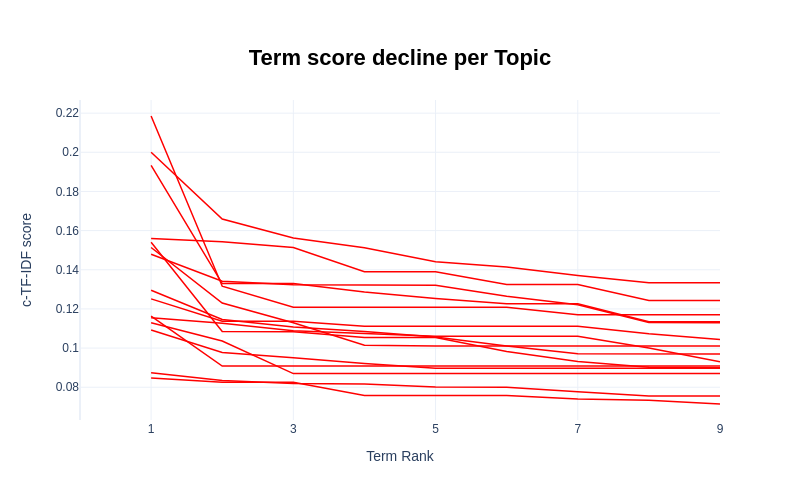 Term score decline per Topic
c-TF-IDF score
0.22
0.2
0.18
0.16
0.14
0.12
0.1
0.08
1 3 5 7 9
Term Rank